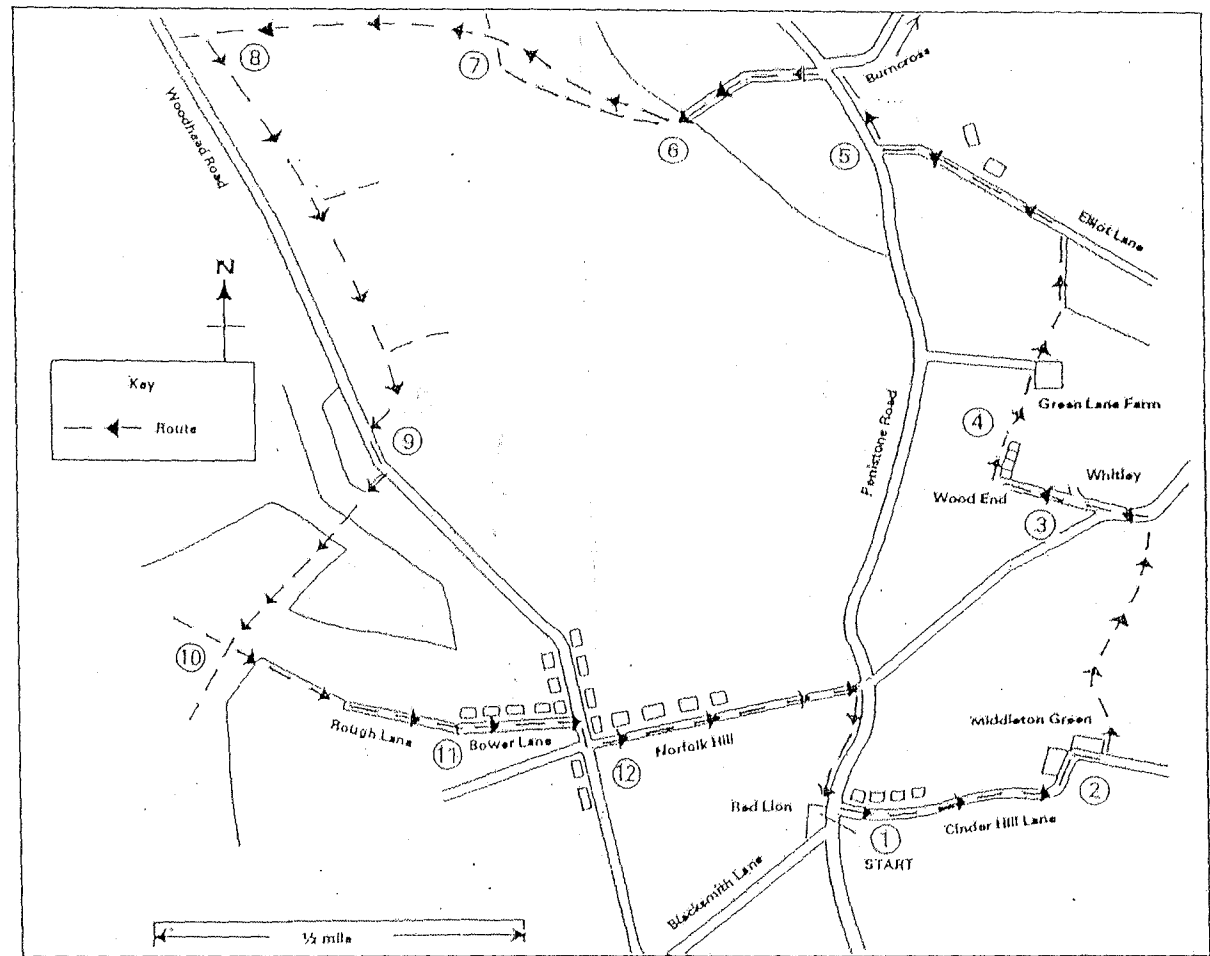 8
7
6
5
Burncross
Woodhead Road
Elliot Lane
N
Key
Route
Green Lane Farm
4
9
Penistone Road
Whitley
Wood End
3
10
Rough Lane
11
Bower Lane
12
Norfolk Hill
Middleton Green
2
Red Lion
1
START
Cinder Hill Lane
Blacksmith Lane
½ mile